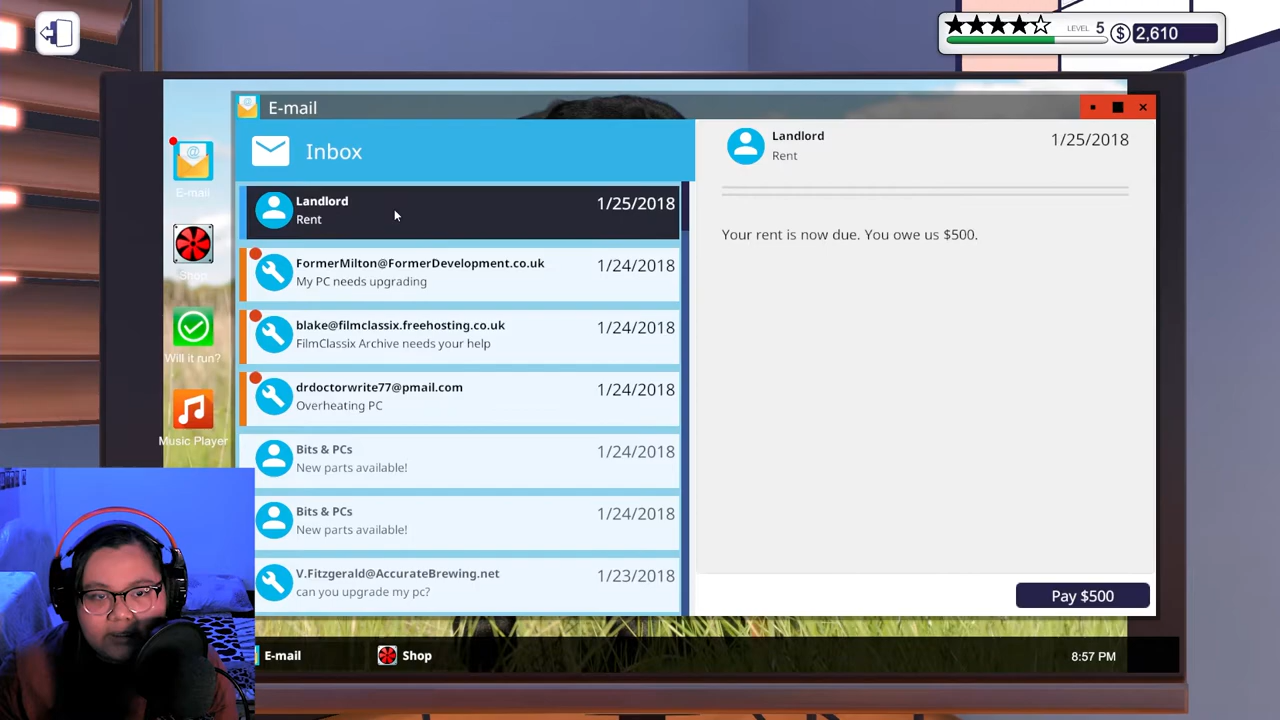 LEVEL 5 $ 2,610
E-mail
Inbox
Landlord
Rent
1/25/2018
FormerMilton@FormerDevelopment.co.uk
My PC needs upgrading
1/24/2018
blake@filmclassix.freehosting.co.uk
FilmClassix Archive needs your help
1/24/2018
drdoctorwrite77@pmail.com
Overheating PC
1/24/2018
Bits & PCs
New parts available!
1/24/2018
Bits & PCs
New parts available!
1/24/2018
V.Fitzgerald@AccurateBrewing.net
can you upgrade my pc?
1/23/2018
Landlord
Rent
1/25/2018
Your rent is now due. You owe us $500.
Pay $500
E-mail
Shop
Will it run?
Music Player
E-mail
Shop
8:57 PM